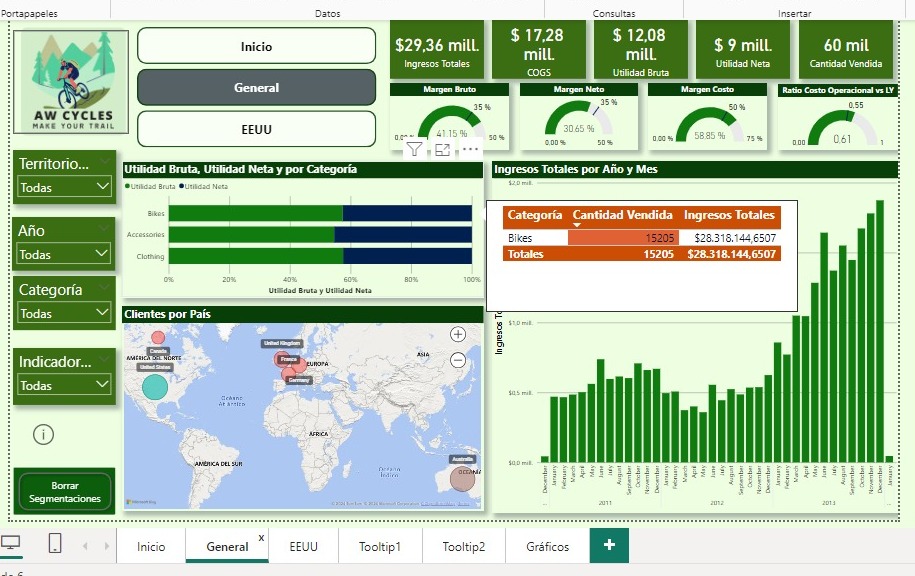 Portapapeles
Datos
Consultas
Insertar
AW CYCLES
MAKE YOUR TRAIL
Inicio
General
EEUU
$29,36 mill.
Ingresos Totales
$ 17,28
mill.
COGS
$ 12,08
mill.
Utilidad Bruta
$ 9 mill.
Utilidad Neta
60 mil
Cantidad Vendida
Margen Bruto
35 %
41.15 %
50 %
Margen Neto
35 %
30.65 %
0,00 %
50 %
Margen Costo
50 %
58.85 %
0.00 %
75 %
Ratio Costo Operacional vs LY
0.55
0.61
0.00
1
Territorio...
Todas
Año
Todas
Categoría
Todas
Indicador...
Todas
Borrar
Segmentaciones
Utilidad Bruta, Utilidad Neta y por Categoría
Utilidad Bruta Utilidad Neta
Bikes
Accessories
Clothing
0% 20% 40% 60% 80% 100%
Utilidad Bruta y Utilidad Neta
Clientes por País
Canada
AMÉRICA DEL NORTE
United States
United Kingdom
France
EUROPA
Germany
ASIA
Océano
Atlántico
ÁFRICA
AMÉRICA DEL SUR
Océano
Índico
Australia
Microsoft Bing
Ingresos Totales por Año y Mes
$2,0 mill.
$1,0 mill.
$0,5 mill.
$0,0 mill.
Categoría Cantidad Vendida Ingresos Totales
Bikes 15205 $28.318.144,6507
Totales 15205 $28.318.144,6507
December
January
February
March
April
May
June
July
August
September
October
November
December
January
February
March
April
May
June
July
August
September
October
November
December
January
February
March
April
May
June
July
August
September
October
November
December
January
2011
2012
2013
Inicio
General
x
EEUU
Tooltip1
Tooltip2
Gráficos
+